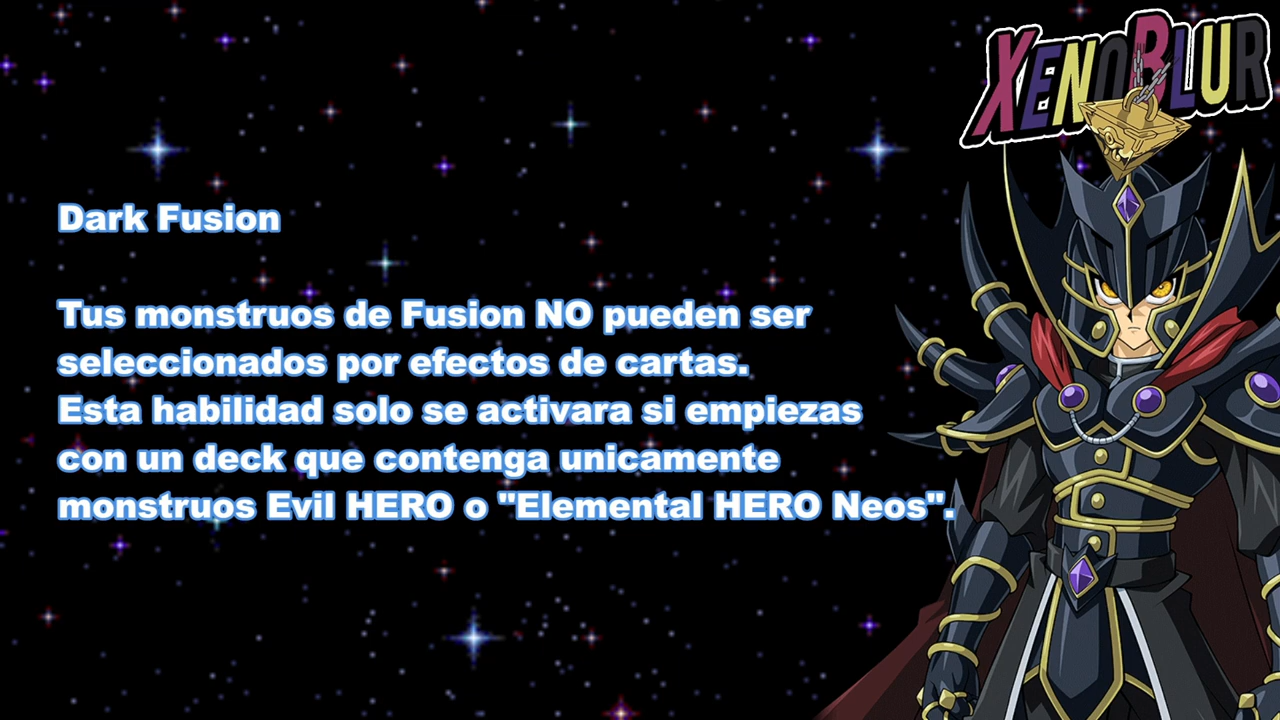 XENOBLUR
Dark Fusion
Tus monstruos de Fusion NO pueden ser
seleccionados por efectos de cartas.
Esta habilidad solo se activara si empiezas
con un deck que contenga unicamente
monstruos Evil HERO o "Elemental HERO Neos".